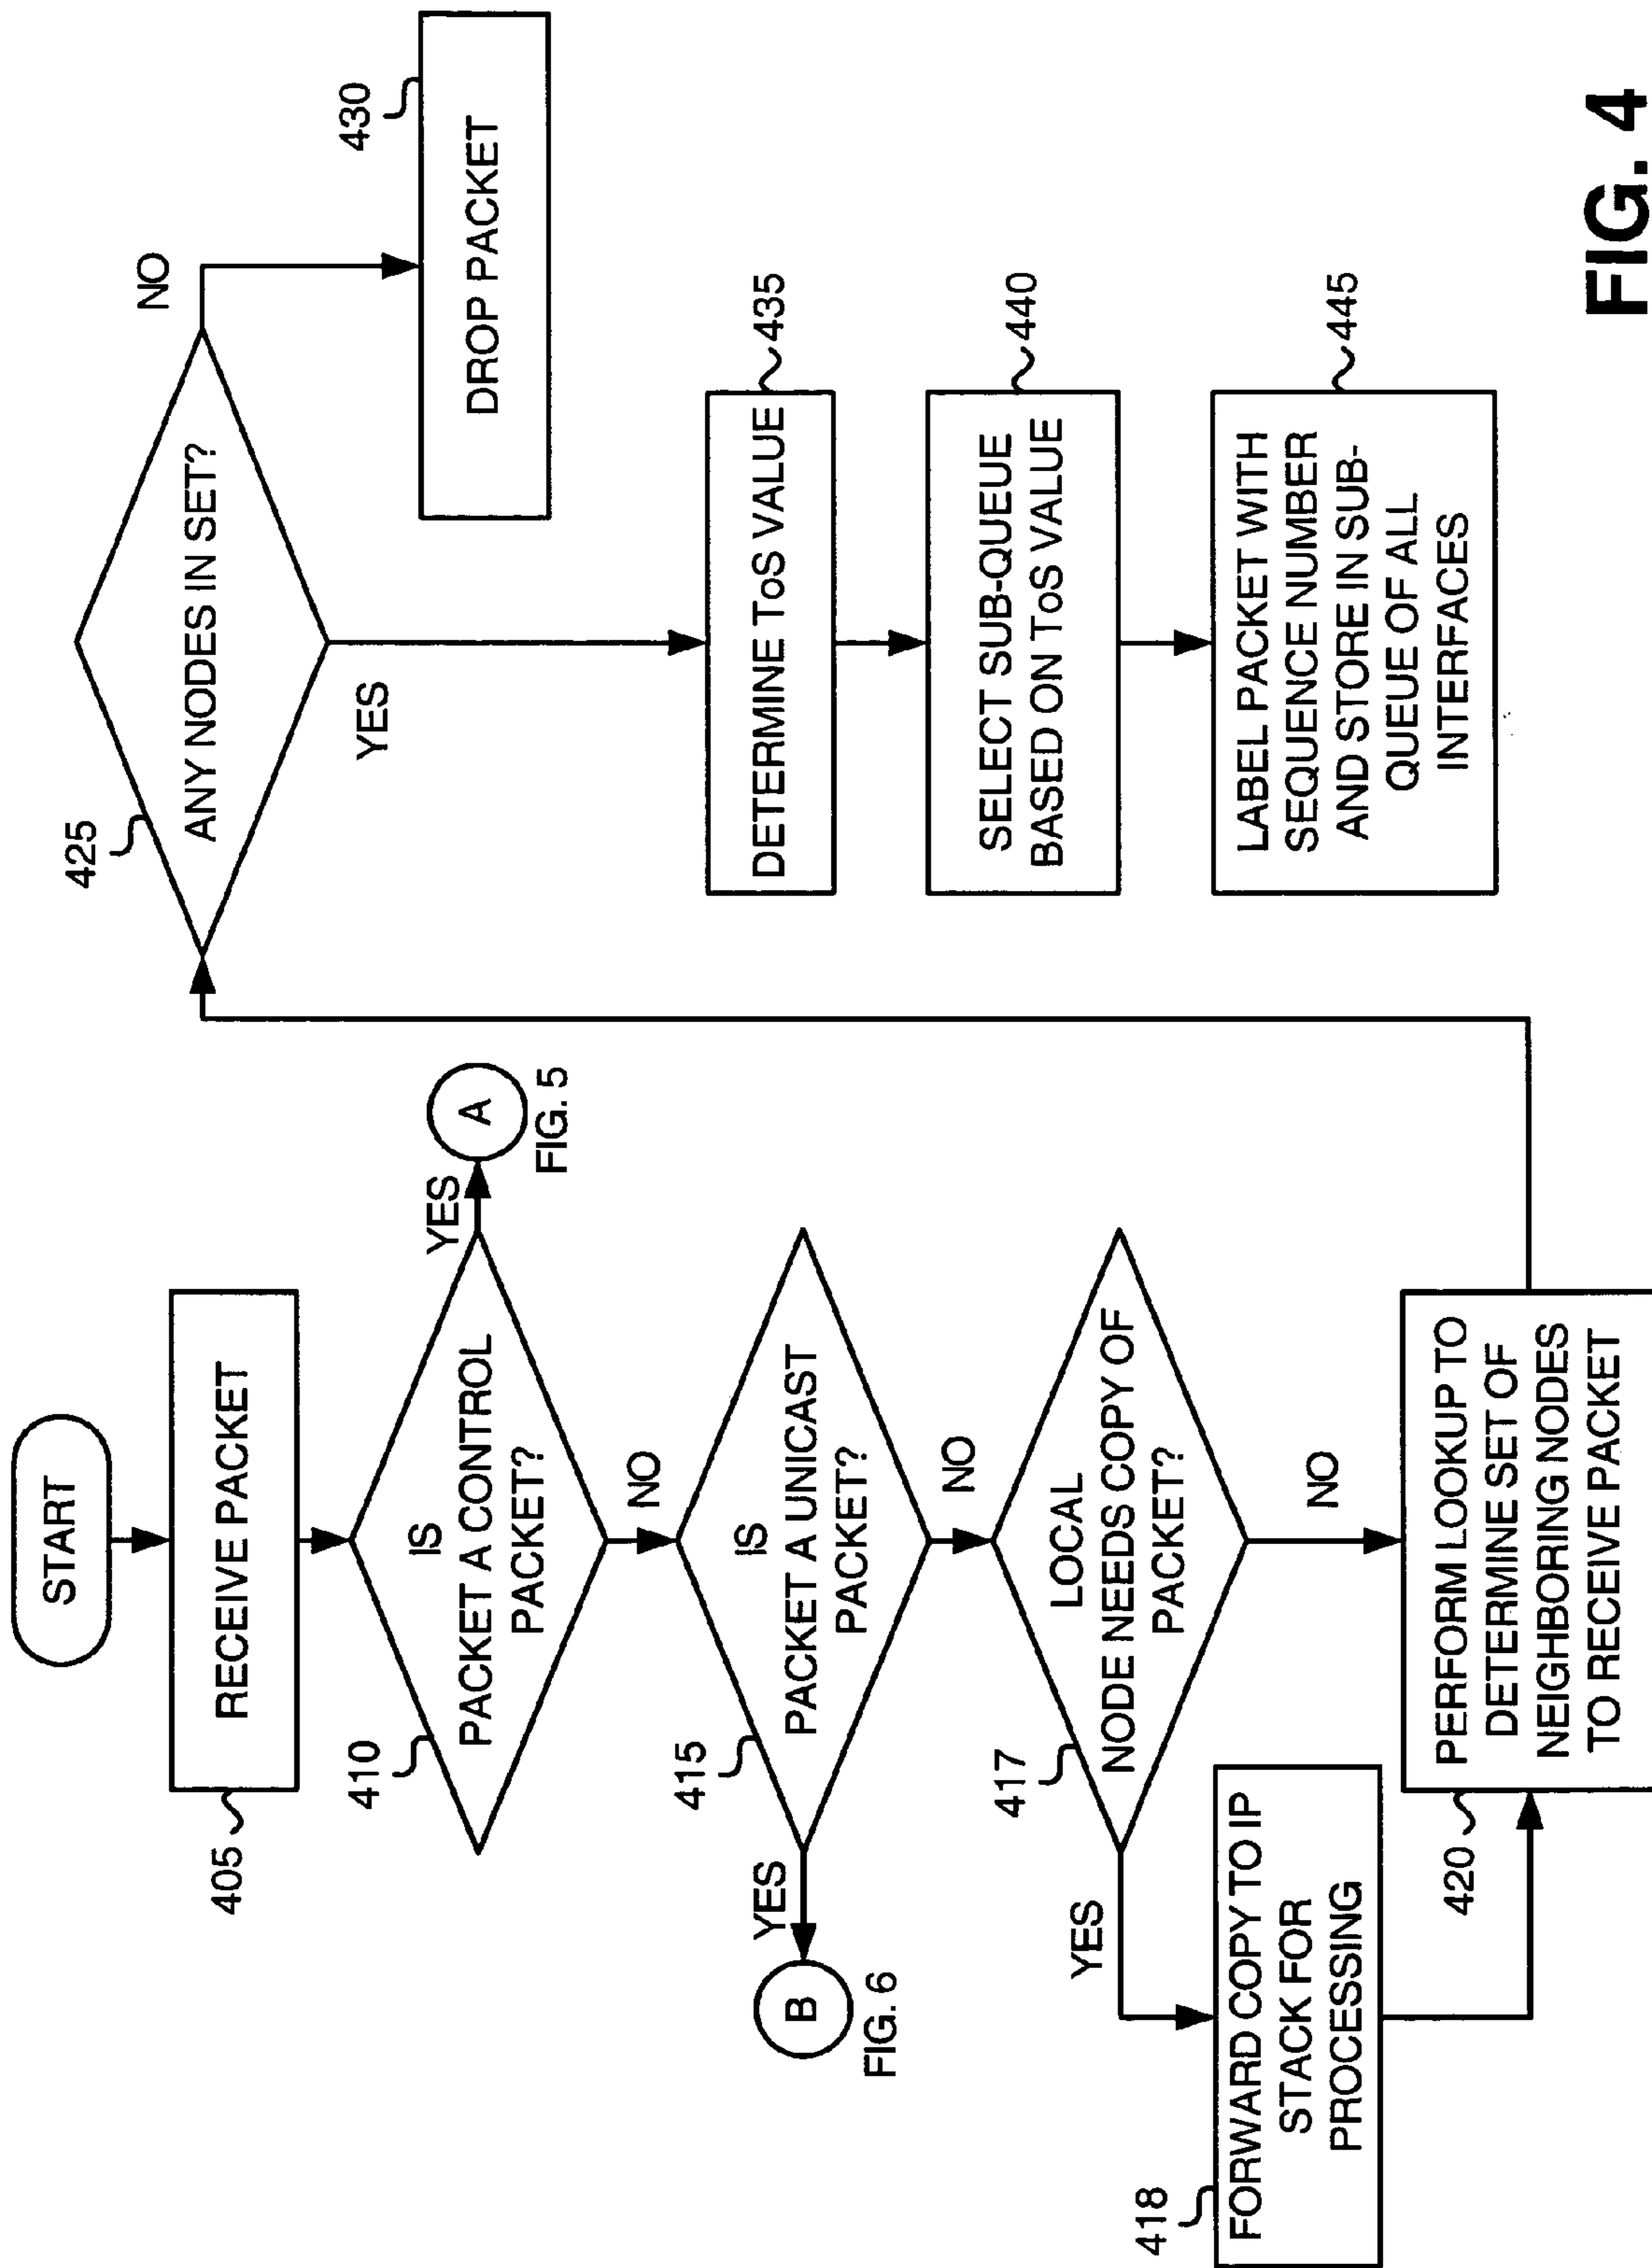 START
RECEIVE PACKET
405
IS
PACKET A CONTROL
PACKET?
410
YES
A
FIG. 5
NO
IS
PACKET A UNICAST
PACKET?
415
YES
B
FIG. 6
NO
LOCAL
NODE NEEDS COPY OF
PACKET?
417
YES
FORWARD COPY TO IP
STACK FOR
PROCESSING
418
NO
PERFORM LOOKUP TO
DETERMINE SET OF
NEIGHBORING NODES
TO RECEIVE PACKET
420
ANY NODES IN SET?
425
NO
DROP PACKET
430
YES
DETERMINE ToS VALUE
435
SELECT SUB-QUEUE
BASED ON ToS VALUE
440
LABEL PACKET WITH
SEQUENCE NUMBER
AND STORE IN SUB-
QUEUE OF ALL
INTERFACES
445
FIG. 4